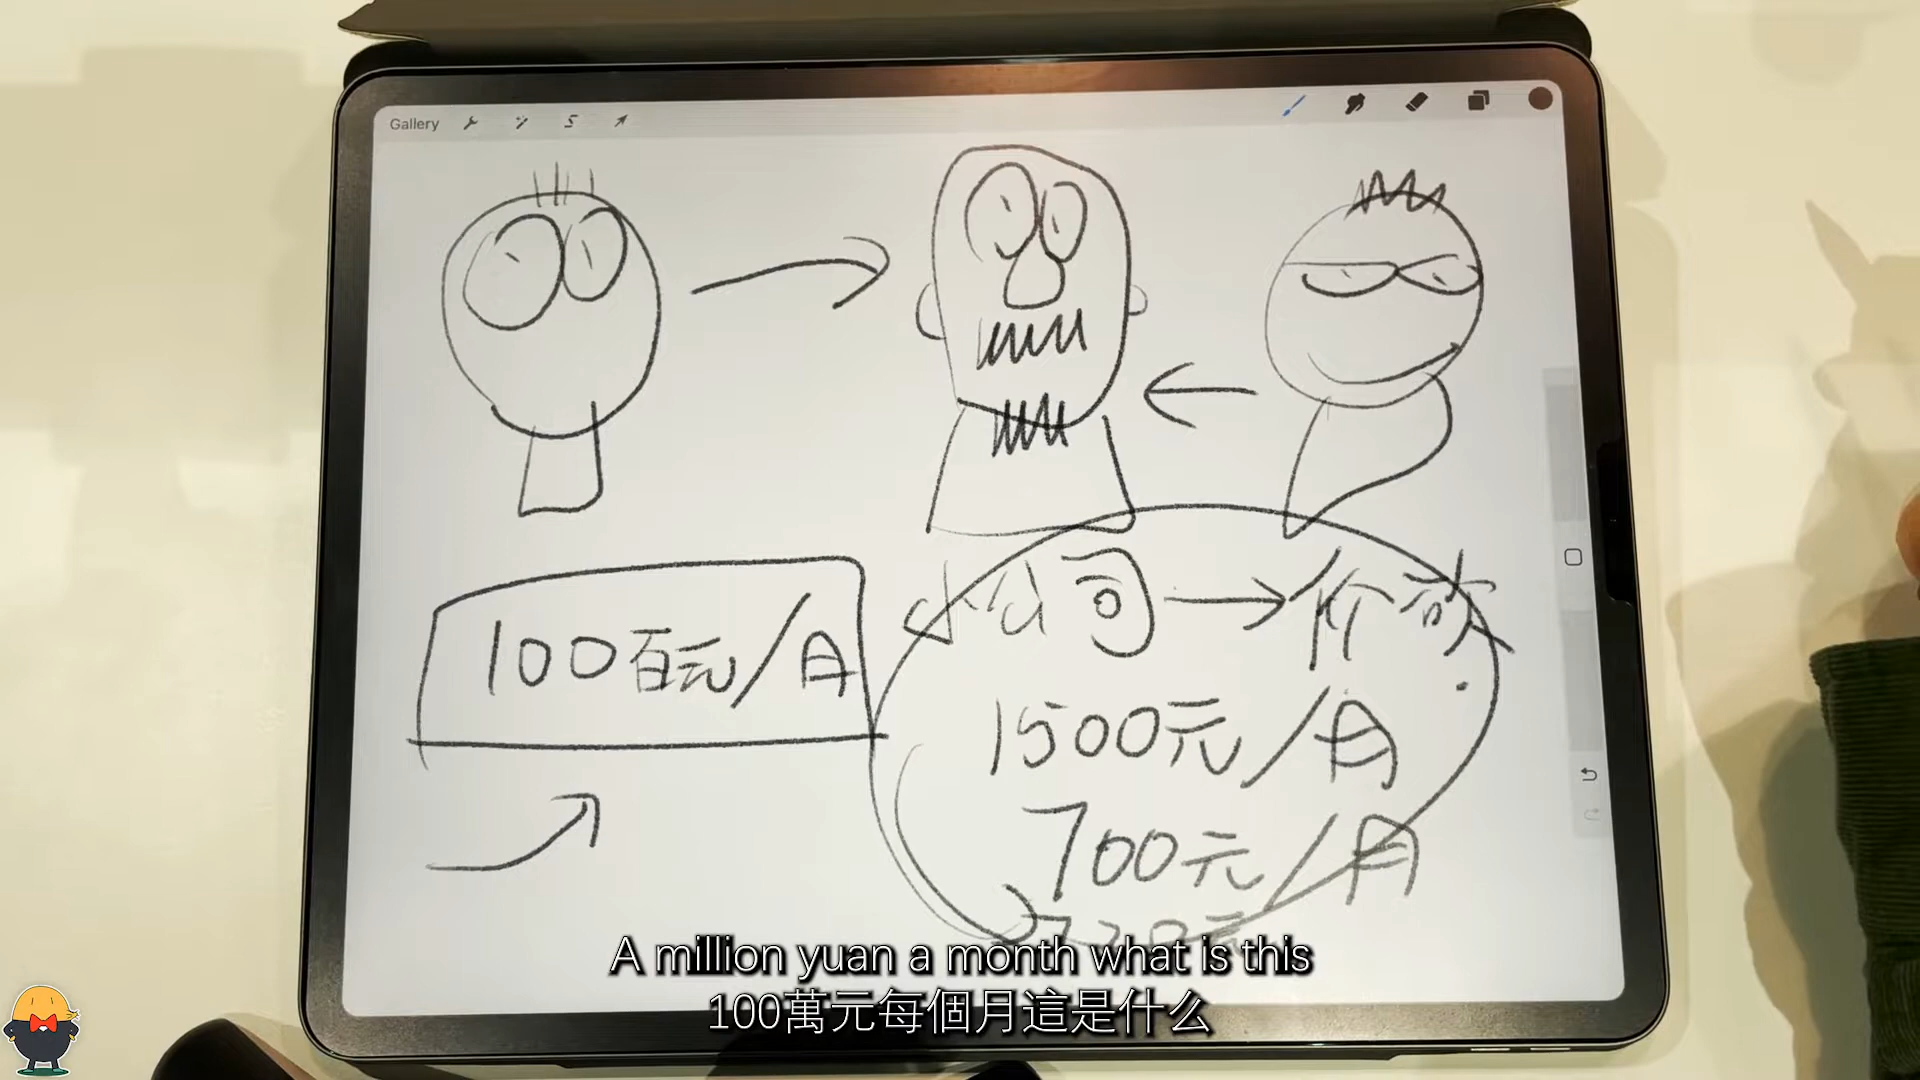 Gallery
小公司→价款
100百元/月
1500元/月
700元/月
A million yuan a month what is this
100萬元每個月這是什么